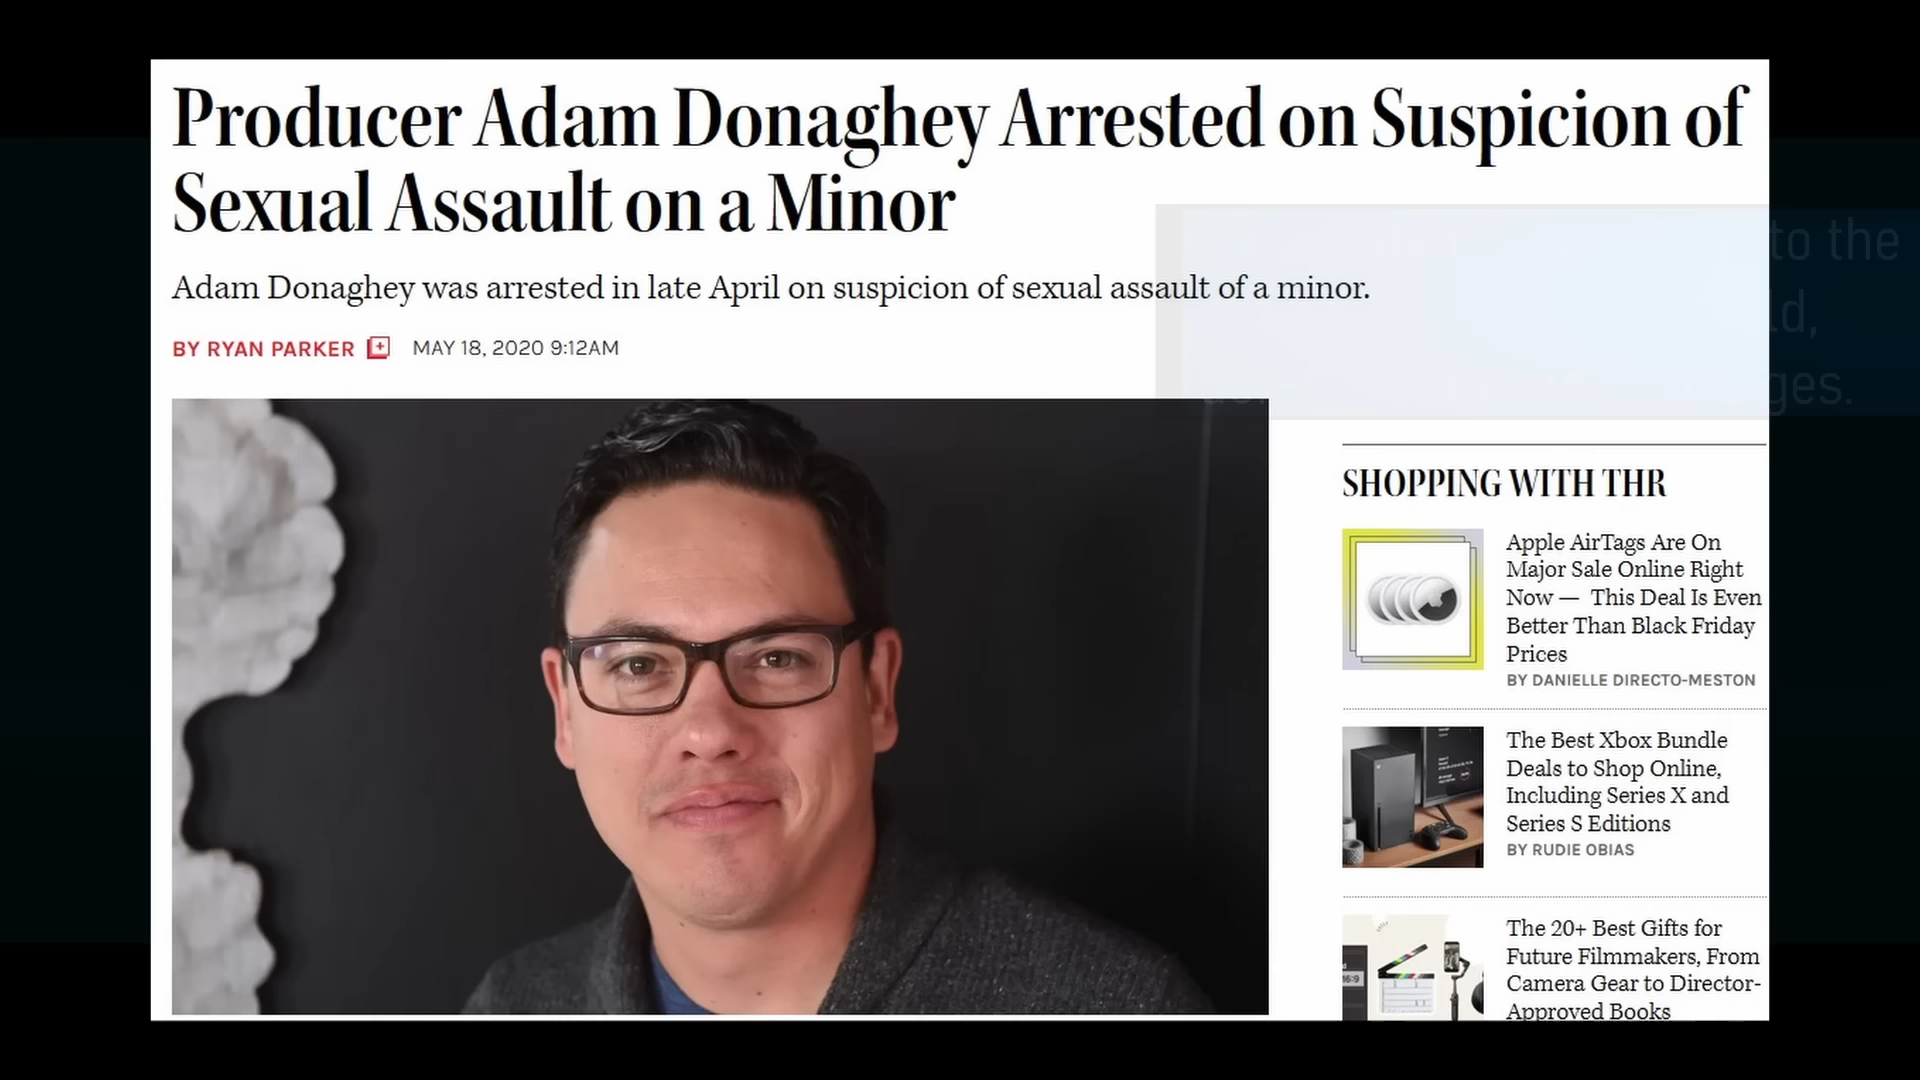 Producer Adam Donaghey Arrested on Suspicion of
Sexual Assault on a Minor
Adam Donaghey was arrested in late April on suspicion of sexual assault of a minor.
BY RYAN PARKER MAY 18, 2020 9:12AM
to the
ld,
ges.
SHOPPING WITH THR
Apple AirTags Are On
Major Sale Online Right
Now — This Deal Is Even
Better Than Black Friday
Prices
BY DANIELLE DIRECTO-MESTON
The Best Xbox Bundle
Deals to Shop Online,
Including Series X and
Series S Editions
BY RUDIE OBIAS
The 20+ Best Gifts for
Future Filmmakers, From
Camera Gear to Director-
Approved Books